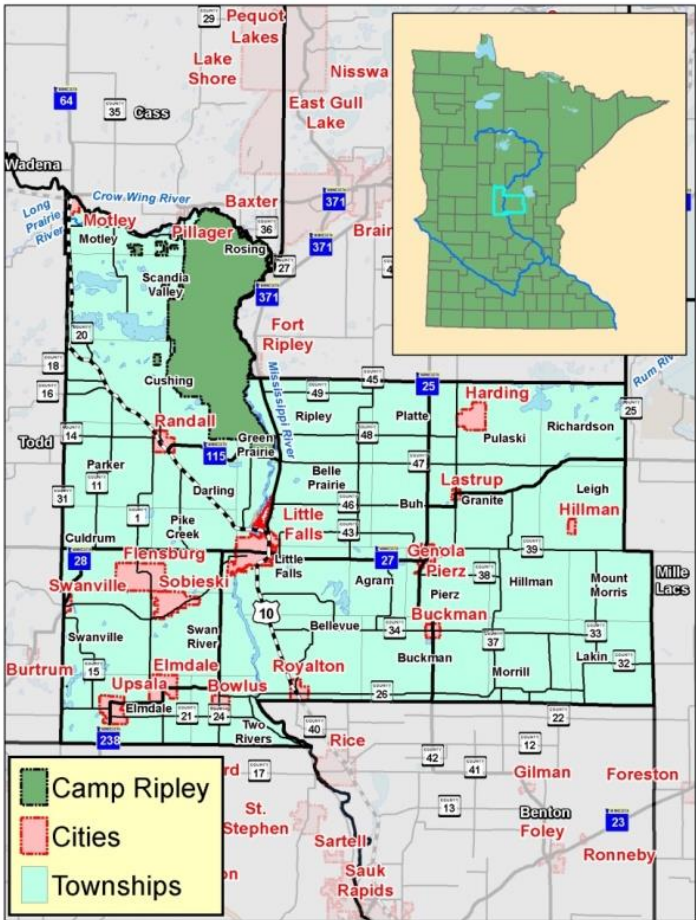 COUNTY
29
Pequot
Lakes
Lake
Shore
Nisswa
64
COUNTY
35
Cass
East Gull
Lake
Wadena
Crow Wing River
Baxter
371
Long
Prairie
River
Motley
Motley
Pillager
36
371
Brain
Rosing
27
Scandia
Valley
371
20
Fort
Ripley
Mississippi River
Rum Riv
18
16
Cushing
49
45
25
Harding
25
Randall
Ripley
Platte
Richardson
14
Todd
115
Green
Prairie
48
Pulaski
47
Parker
11
Darling
Belle
Prairie
Lastrup
Leigh
31
46
Buh
Granite
Hillman
1
Pike
Creek
Little
Falls
43
Culdrum
39
28
Flensburg
Little
Falls
27
Genola
Pierz
38
Hillman
Mount
Morris
Mille
Lacs
Swanville
Sobieski
Agram
Pierz
10
Buckman
Swanville
Swan
River
Bellevue
34
37
33
Burtrum
15
Elmdale
Royalton
Buckman
Lakin
32
Upsala
Bowlus
26
Morrill
Elmdale
21
24
Two
Rivers
40
22
238
Rice
12
42
41
17
Gilman
Foreston
St.
Stephen
13
Benton
23
Foley
Sartell
Ronneby
Sauk
Rapids
Camp Ripley
Cities
Townships